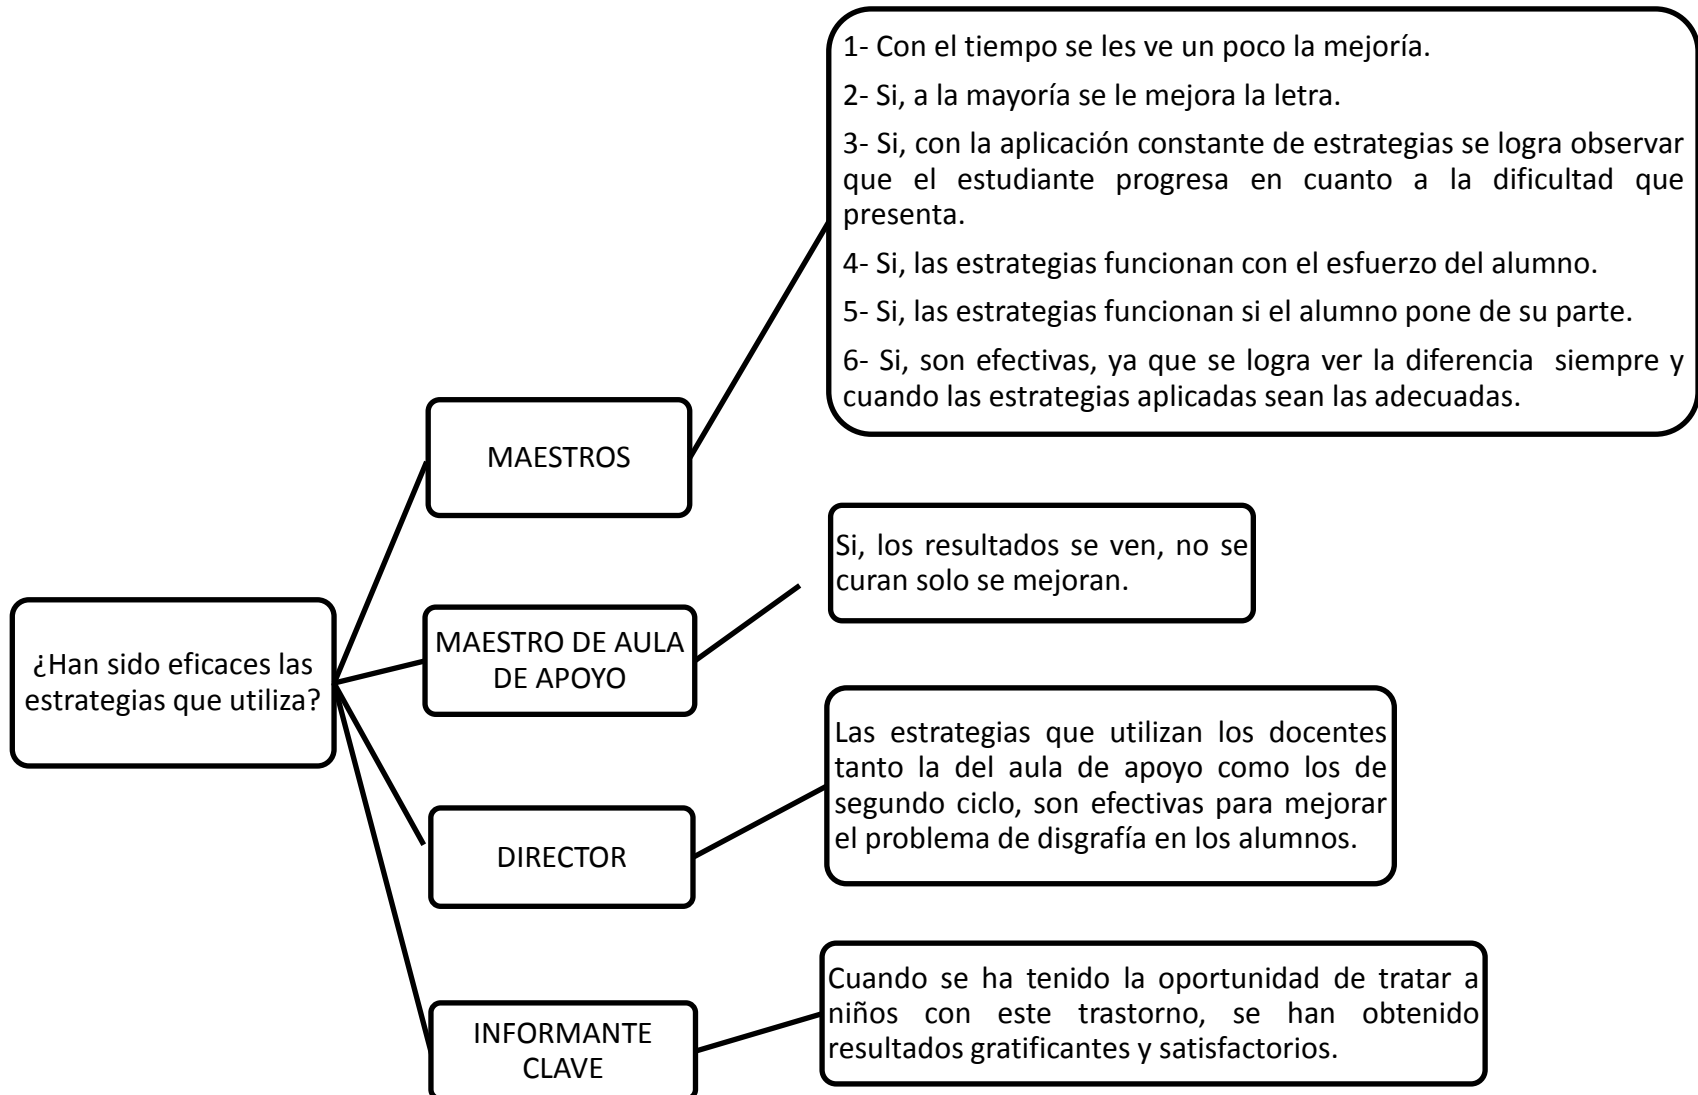 ¿Han sido eficaces las
estrategias que utiliza?
MAESTROS
1- Con el tiempo se les ve un poco la mejoría.
2- Si, a la mayoría se le mejora la letra.
3- Si, con la aplicación constante de estrategias se logra observar
que el estudiante progresa en cuanto a la dificultad que
presenta.
4- Si, las estrategias funcionan con el esfuerzo del alumno.
5- Si, las estrategias funcionan si el alumno pone de su parte.
6- Si, son efectivas, ya que se logra ver la diferencia siempre y
cuando las estrategias aplicadas sean las adecuadas.
MAESTRO DE AULA
DE APOYO
Si, los resultados se ven, no se
curan solo se mejoran.
DIRECTOR
Las estrategias que utilizan los docentes
tanto la del aula de apoyo como los de
segundo ciclo, son efectivas para mejorar
el problema de disgrafía en los alumnos.
INFORMANTE
CLAVE
Cuando se ha tenido la oportunidad de tratar a
niños con este trastorno, se han obtenido
resultados gratificantes y satisfactorios.